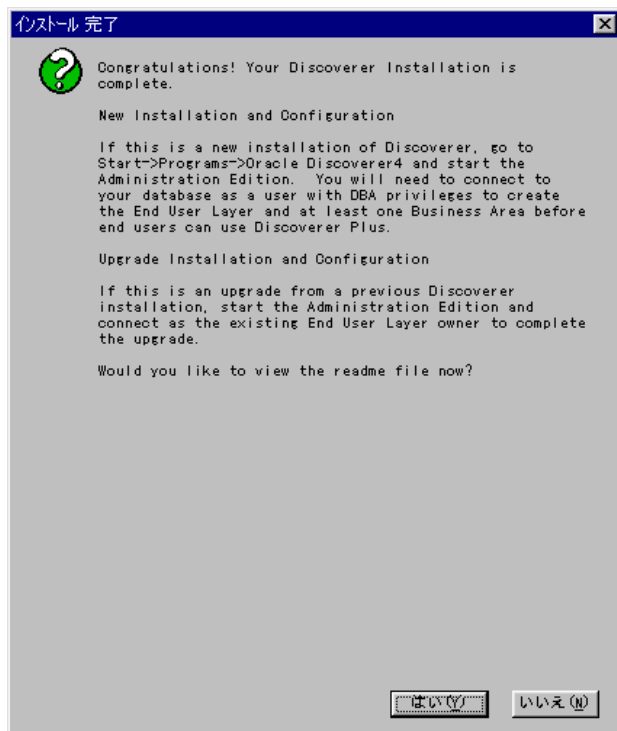 インストール 完了
Congratulations! Your Discoverer Installation is
complete.
New Installation and Configuration
If this is a new installation of Discoverer, go to
Start->Programs->Oracle Discoverer4 and start the
Administration Edition.  You will need to connect to
your database as a user with DBA privileges to create
the End User Layer and at least one Business Area before
end users can use Discoverer Plus.
Upgrade Installation and Configuration
If this is an upgrade from a previous Discoverer
installation, start the Administration Edition and
connect as the existing End User Layer owner to complete
the upgrade.
Would you like to view the readme file now?
はい(Y) いいえ(N)